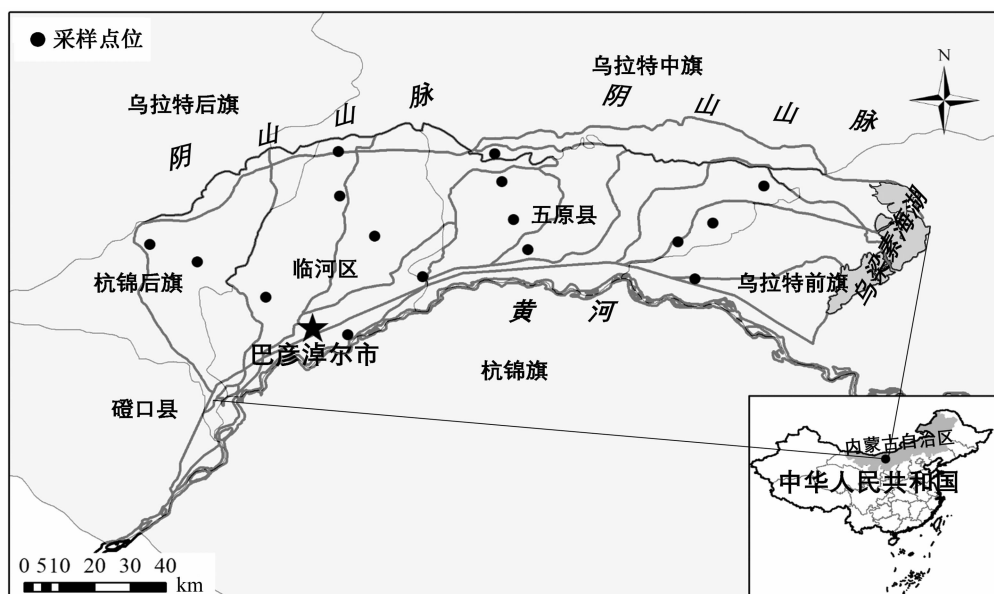 采样点位
N
乌拉特中旗
乌拉特后旗
阴山山脉
阴山山脉
乌梁素海湖
五原县
临河区
杭锦后旗
乌拉特前旗
黄河
巴彦淖尔市
杭锦旗
磴口县
内蒙古自治区
中华人民共和国
0 5 10 20 30 40
km